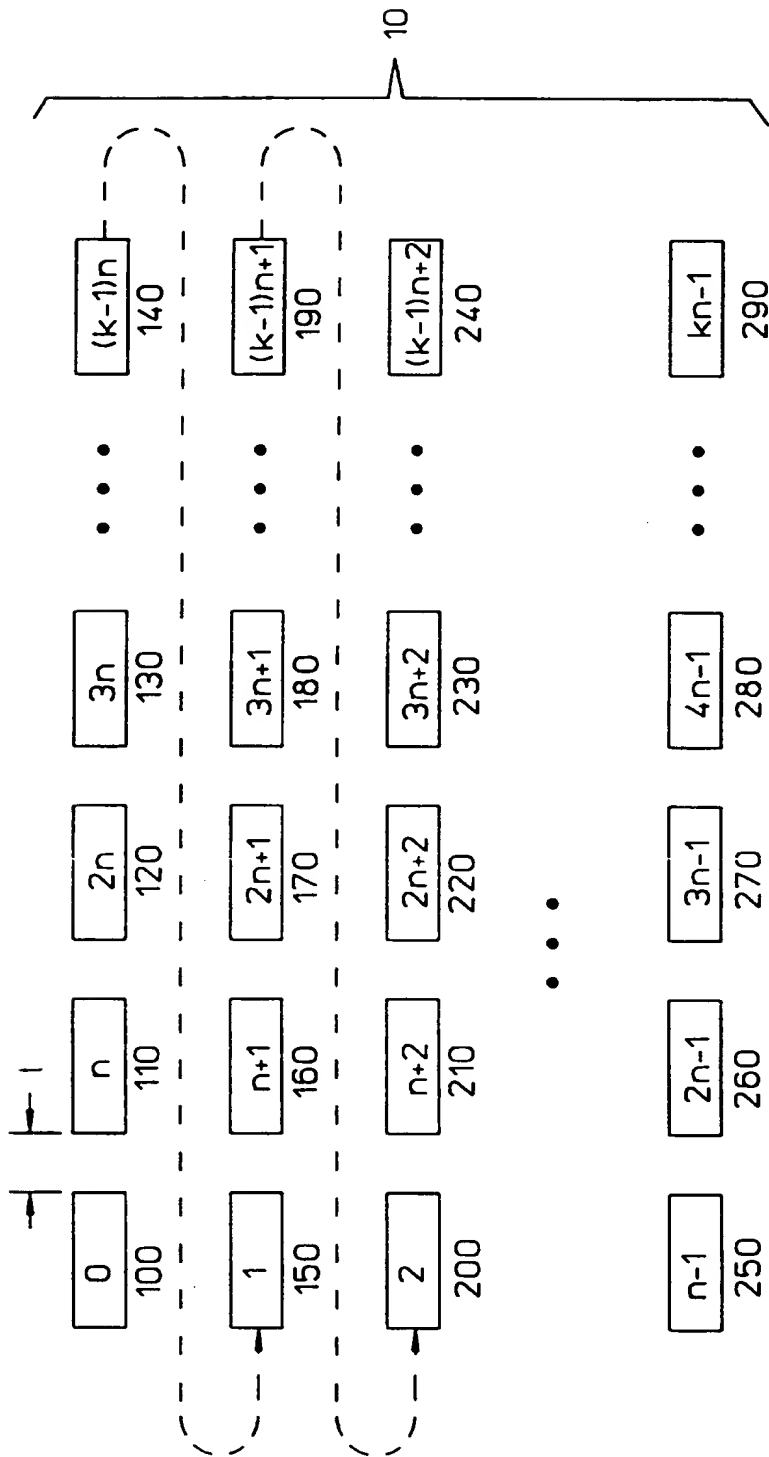 0 n 2n 3n ••• (k-1)n
100 110 120 130 140
1 n+1 2n+1 3n+1 ••• (k-1)n+1
150 160 170 180 190
10
2 n+2 2n+2 3n+2 ••• (k-1)n+2
200 210 220 230 240
•••
n-1 2n-1 3n-1 4n-1 ••• kn-1
250 260 270 280 290